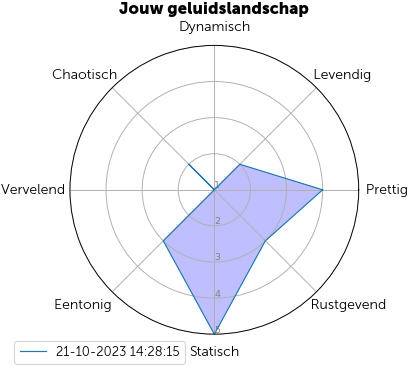 Jouw geluidslandschap
Dynamisch
Chaotisch
Levendig
Vervelend
1
Prettig
2
3
4
5
Eentonig
Rustgevend
21-10-2023 14:28:15
Statisch